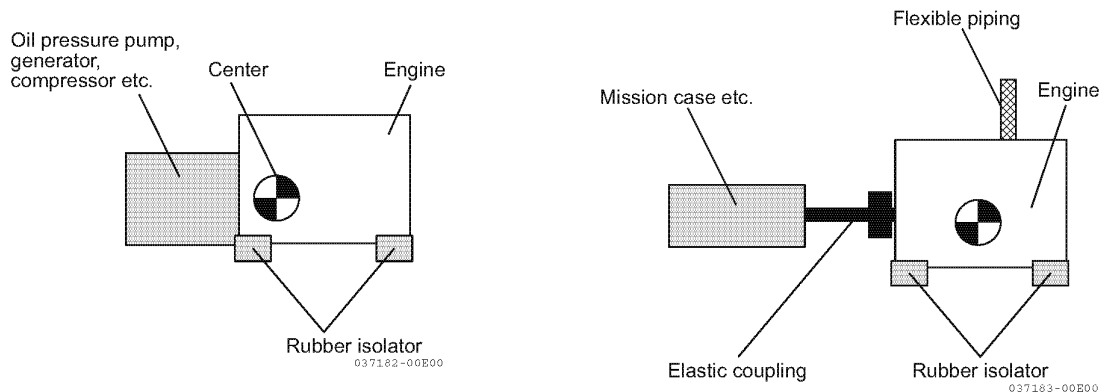 Oil pressure pump,
generator,
compressor etc.
Center
Engine
Rubber isolator
037182-00E00
Flexible piping
Mission case etc.
Engine
Elastic coupling
Rubber isolator
037183-00E00